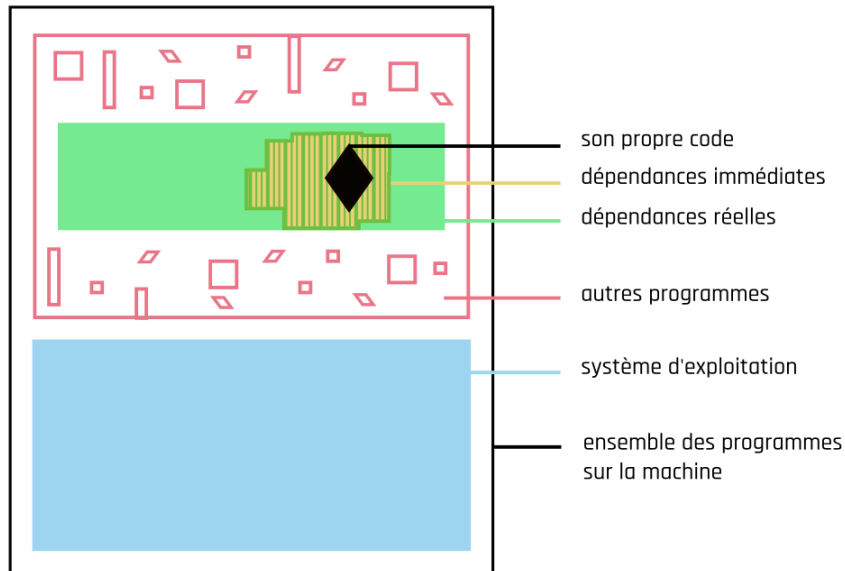 son propre code
dépendances immédiates
dépendances réelles
autres programmes
système d'exploitation
ensemble des programmes
sur la machine